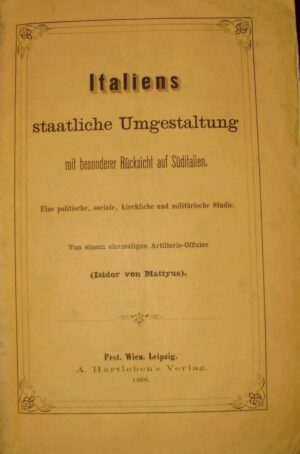 Italiens
staatliche Umgestaltung
mit besonderer Rücksicht auf Süditalien.
Eine politische, sociale, kirchliche und militärische Studie.
Von einem ehemaligen Artillerie-Offizier
(Isidor von Mättyus).
Pest. Wien. Leipzig.
A. Hartleben's Verlag.
1866.